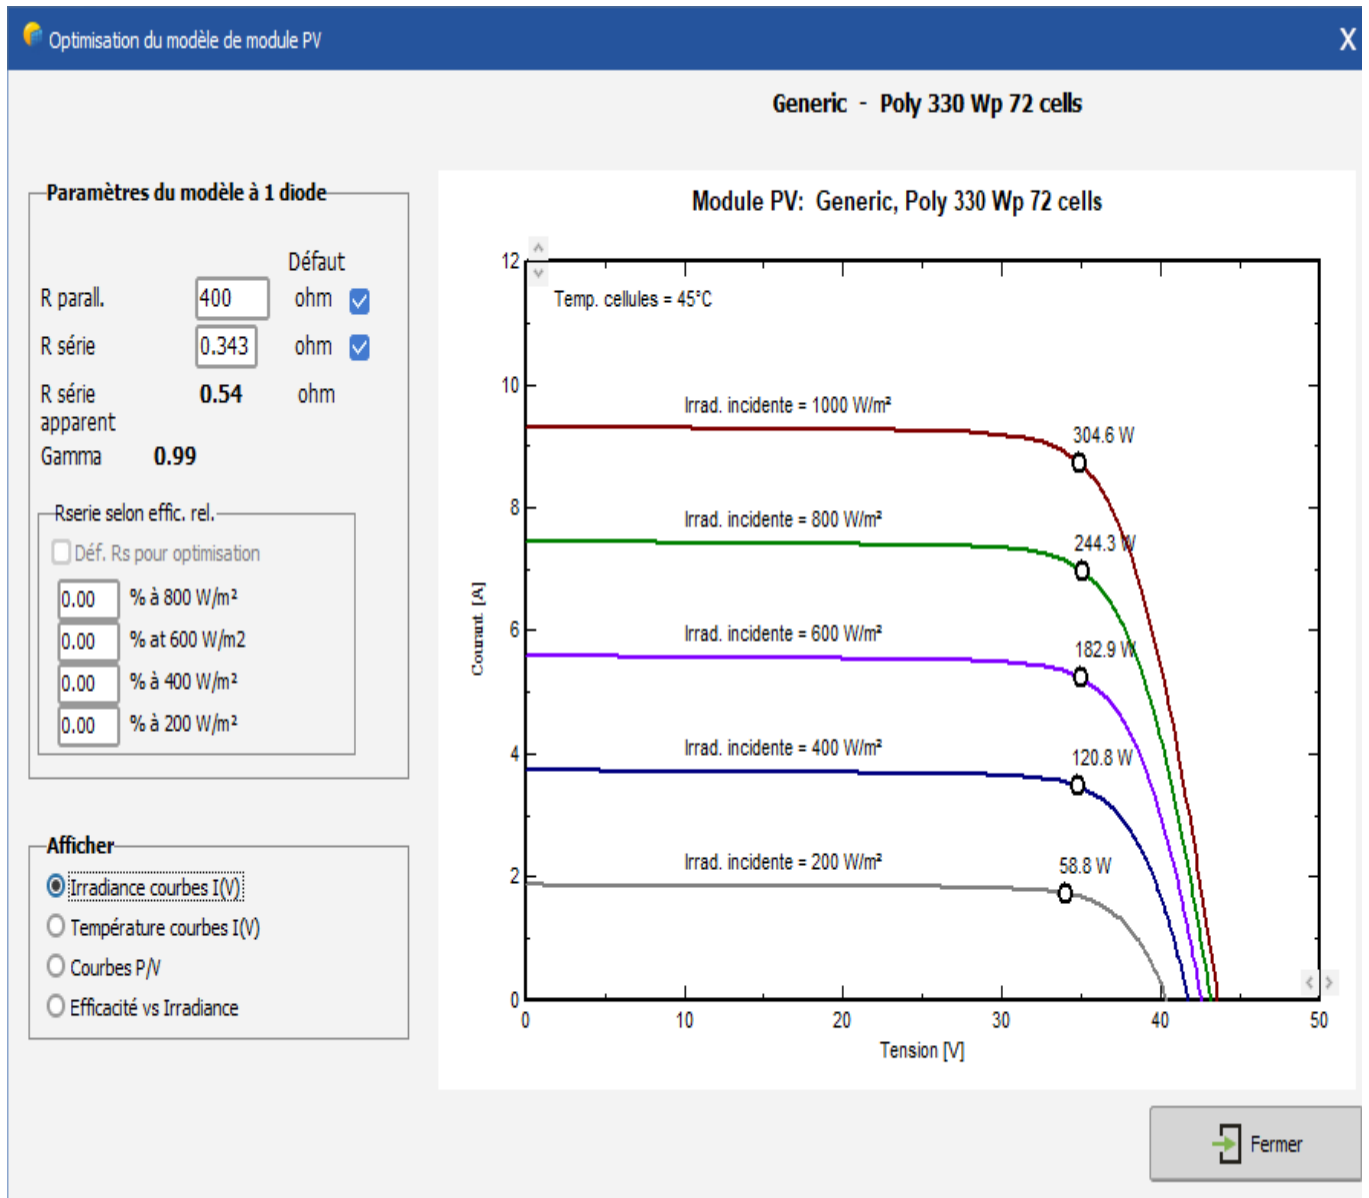 Optimisation du modèle de module PV
X
Generic - Poly 330 Wp 72 cells
Paramètres du modèle à 1 diode
Défaut
R parall. 400 ohm
R série 0.343 ohm
R série 0.54 ohm
apparent
Gamma 0.99
Rserie selon effic. rel.
Déf. Rs pour optimisation
0.00 % à 800 W/m²
0.00 % at 600 W/m2
0.00 % à 400 W/m²
0.00 % à 200 W/m²
Afficher
Irradiance courbes I(V)
Température courbes I(V)
Courbes P/V
Efficacité vs Irradiance
Module PV: Generic, Poly 330 Wp 72 cells
12
Temp. cellules = 45°C
10
Irrad. incidente = 1000 W/m²
304.6 W
8
Irrad. incidente = 800 W/m²
244.3 W
Courant [A]
6
Irrad. incidente = 600 W/m²
182.9 W
4
Irrad. incidente = 400 W/m²
120.8 W
2
Irrad. incidente = 200 W/m²
58.8 W
0
0 10 20 30 40 50
Tension [V]
Fermer